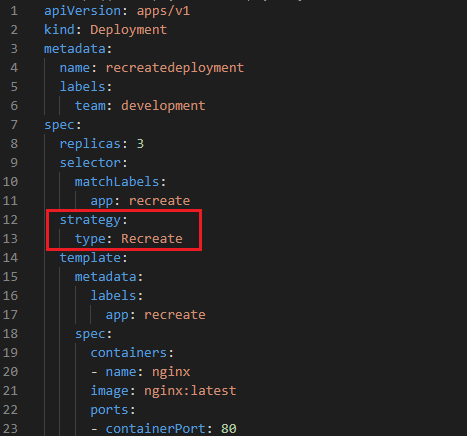 1 apiVersion: apps/v1
2 kind: Deployment
3 metadata:
4   name: recreatedeployment
5   labels:
6     team: development
7 spec:
8   replicas: 3
9   selector:
10     matchLabels:
11       app: recreate
12   strategy:
13     type: Recreate
14   template:
15     metadata:
16       labels:
17         app: recreate
18     spec:
19       containers:
20       - name: nginx
21       image: nginx:latest
22       ports:
23       - containerPort: 80